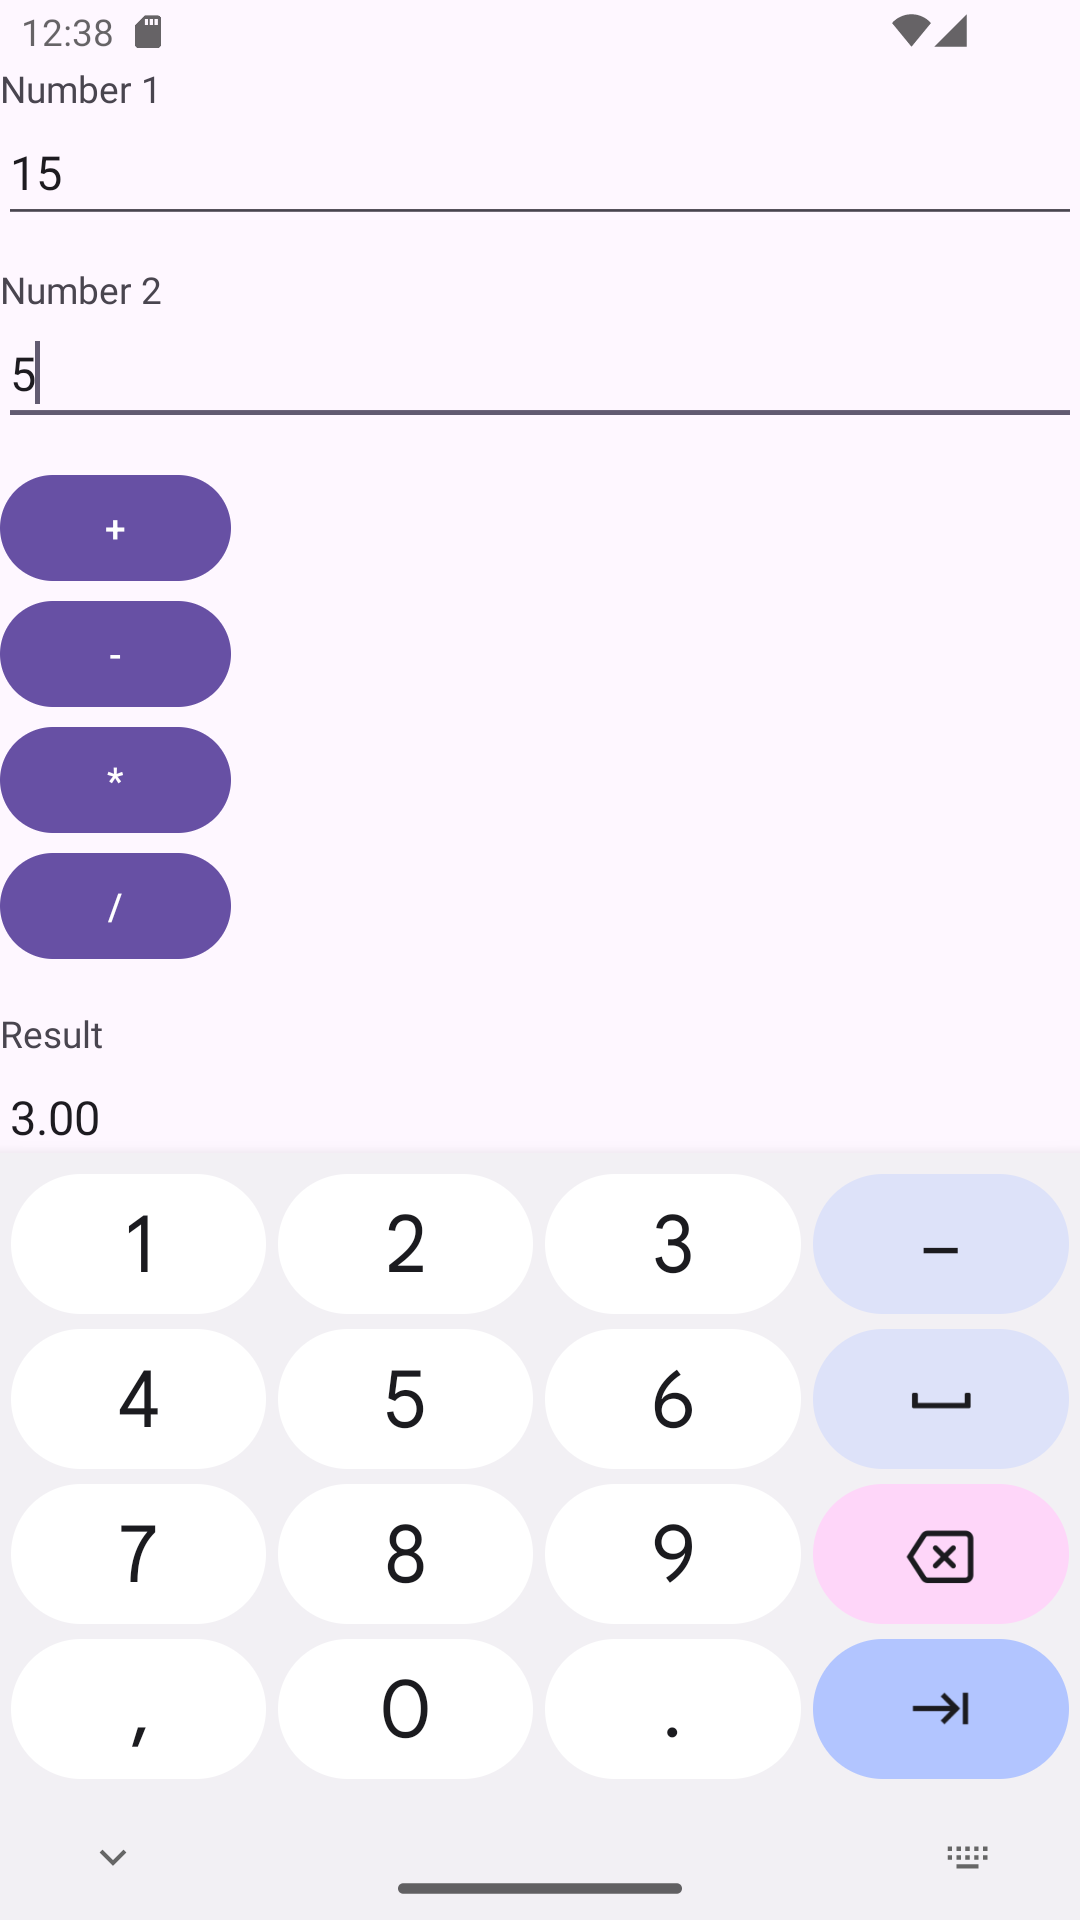 12:38
Number 1
15
Number 2
5
+
-
*
/
Result
3.00
1 2 3 –
4 5 6
7 8 9
, 0 .